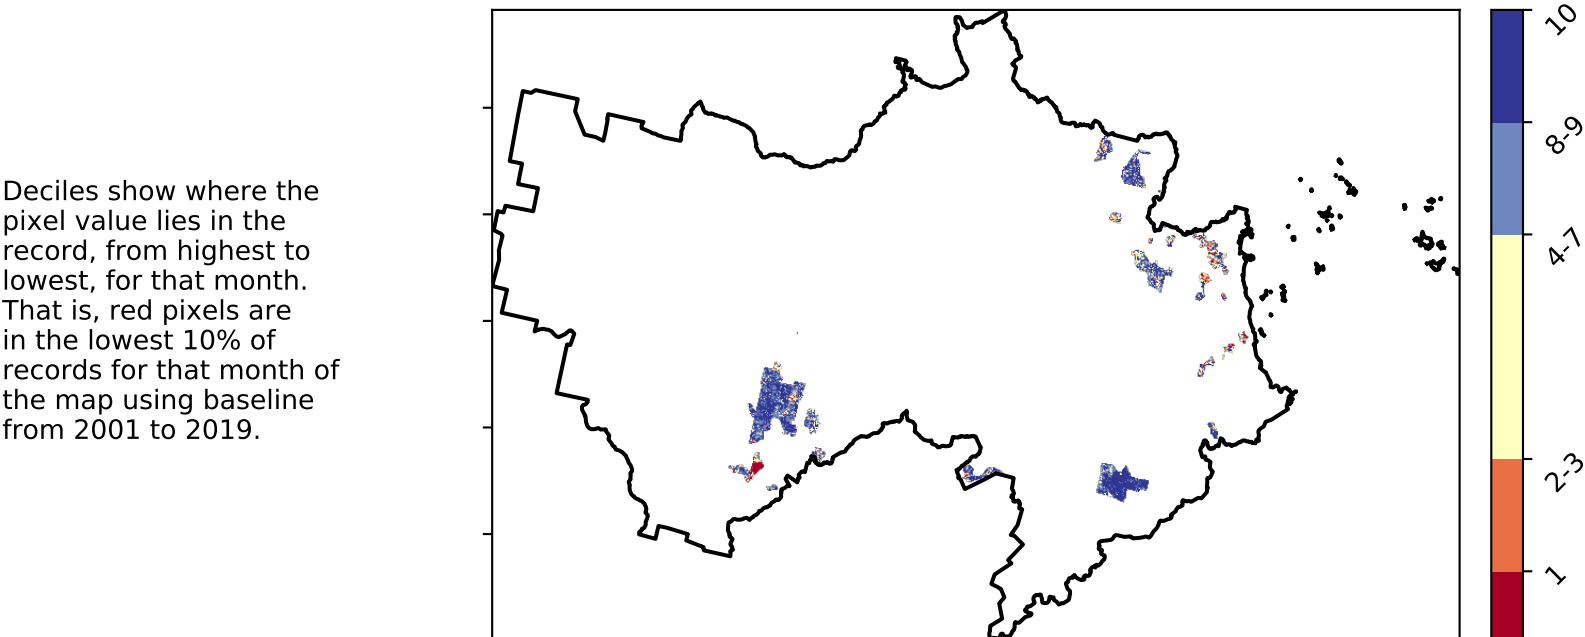 Deciles show where the
pixel value lies in the
record, from highest to
lowest, for that month.
That is, red pixels are
in the lowest 10% of
records for that month of
the map using baseline
from 2001 to 2019.
10
8-9
4-7
2-3
1